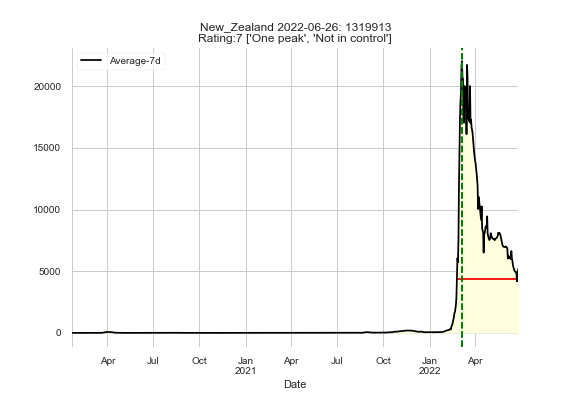 New_Zealand 2022-06-26: 1319913
Rating:7 ['One peak', 'Not in control']
Average-7d
20000
15000
10000
5000
0
Apr Jul Oct Jan Apr Jul Oct Jan Apr
2021 2022
Date